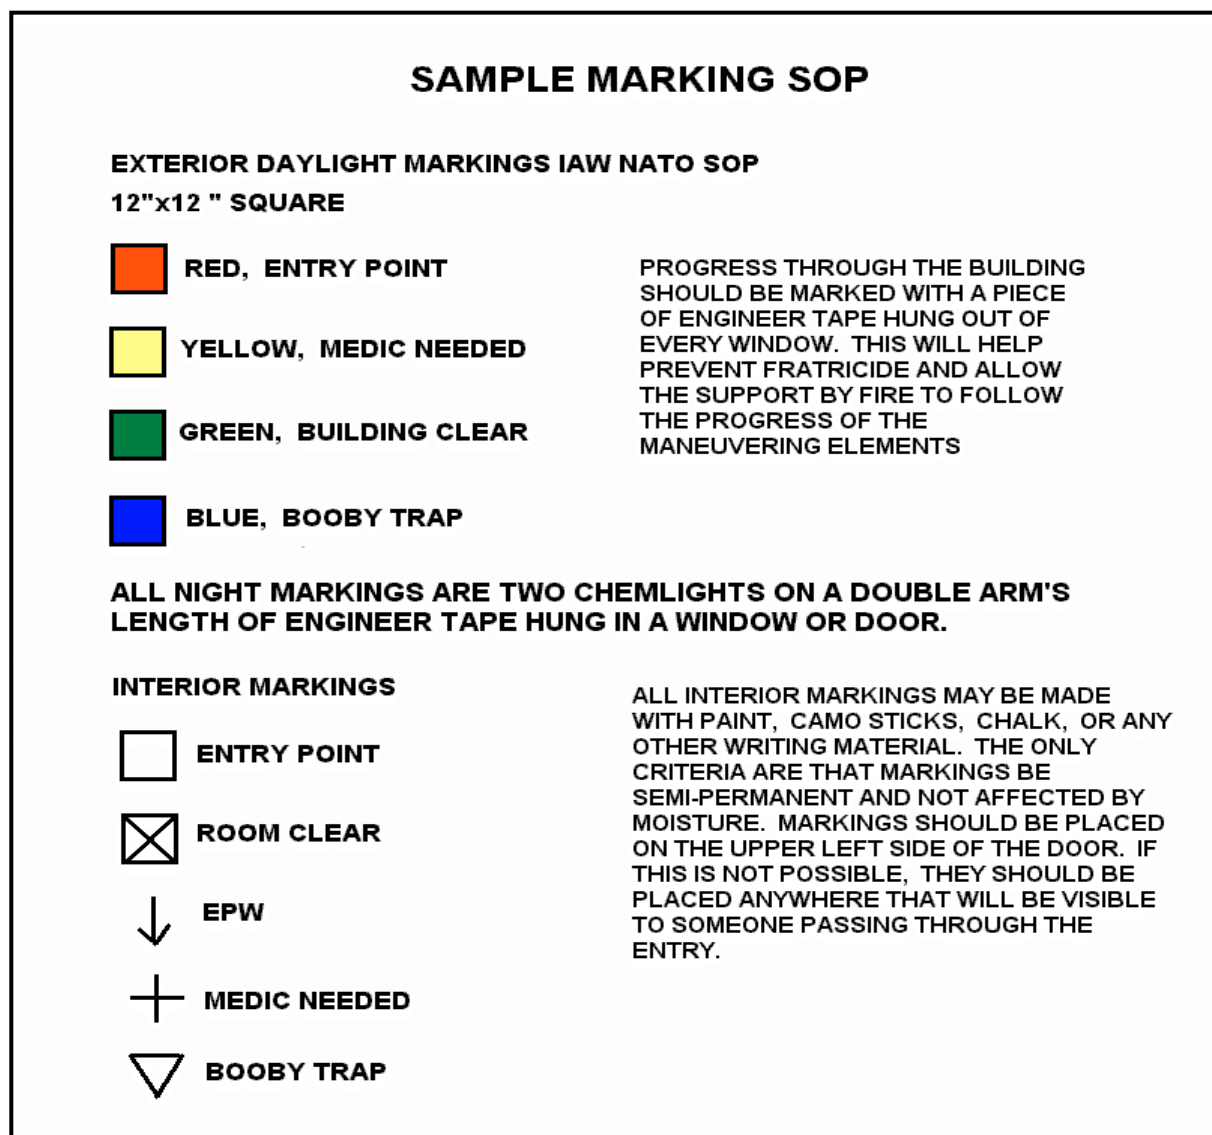 SAMPLE MARKING SOP
EXTERIOR DAYLIGHT MARKINGS IAW NATO SOP
12"x12 " SQUARE
RED, ENTRY POINT
YELLOW, MEDIC NEEDED
GREEN, BUILDING CLEAR
BLUE, BOOBY TRAP
PROGRESS THROUGH THE BUILDING
SHOULD BE MARKED WITH A PIECE
OF ENGINEER TAPE HUNG OUT OF
EVERY WINDOW. THIS WILL HELP
PREVENT FRATRICIDE AND ALLOW
THE SUPPORT BY FIRE TO FOLLOW
THE PROGRESS OF THE
MANEUVERING ELEMENTS
ALL NIGHT MARKINGS ARE TWO CHEMLIGHTS ON A DOUBLE ARM'S
LENGTH OF ENGINEER TAPE HUNG IN A WINDOW OR DOOR.
INTERIOR MARKINGS
ENTRY POINT
ROOM CLEAR
EPW
MEDIC NEEDED
BOOBY TRAP
ALL INTERIOR MARKINGS MAY BE MADE
WITH PAINT, CAMO STICKS, CHALK, OR ANY
OTHER WRITING MATERIAL. THE ONLY
CRITERIA ARE THAT MARKINGS BE
SEMI-PERMANENT AND NOT AFFECTED BY
MOISTURE. MARKINGS SHOULD BE PLACED
ON THE UPPER LEFT SIDE OF THE DOOR. IF
THIS IS NOT POSSIBLE, THEY SHOULD BE
PLACED ANYWHERE THAT WILL BE VISIBLE
TO SOMEONE PASSING THROUGH THE
ENTRY.